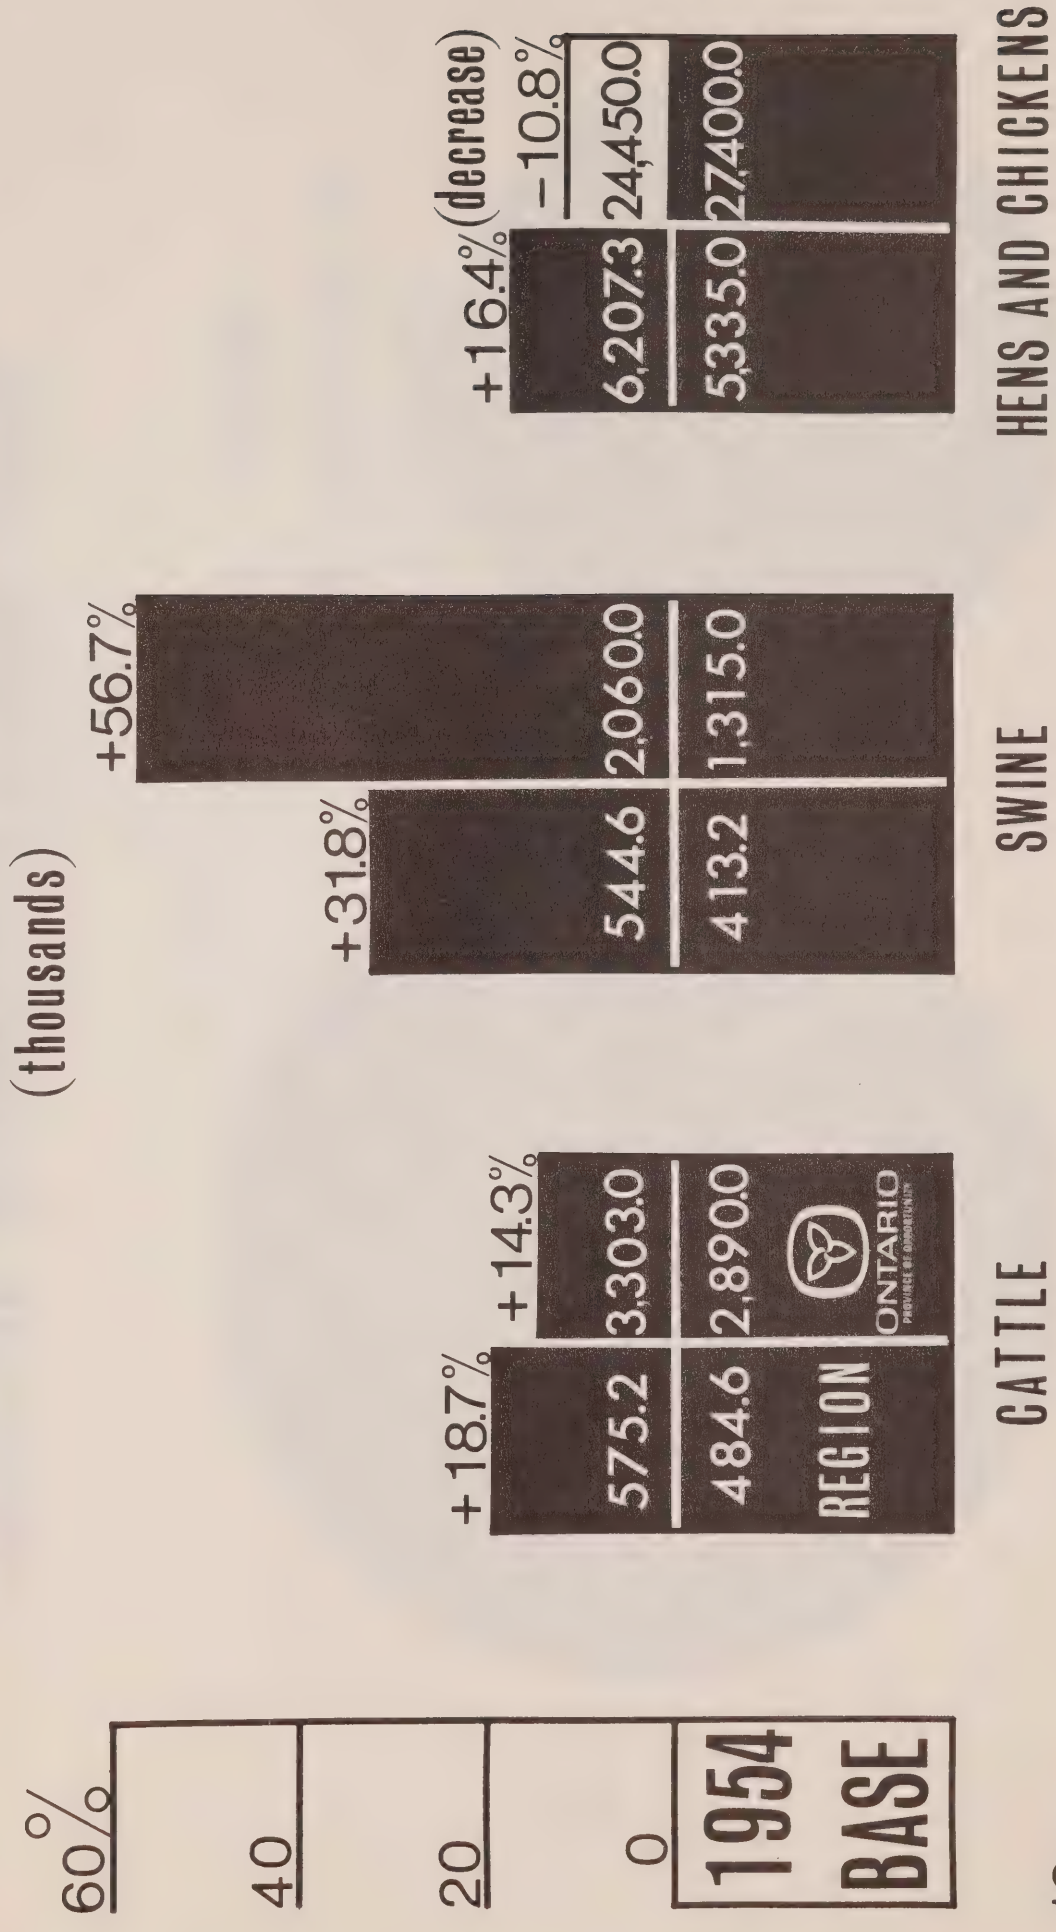 (thousands)
60%
40
20
0
1954
BASE
+18.7%
575.2
484.6
REGION
+14.3%
3,303.0
2,890.0
ONTARIO
PROVINCE OF OPPORTUNITY
CATTLE
+31.8%
544.6
413.2
+56.7%
2,060.0
1,315.0
SWINE
+16.4%
6,207.3
5,335.0
(decrease)
-10.8%
24,450.0
27,400.0
HENS AND CHICKENS